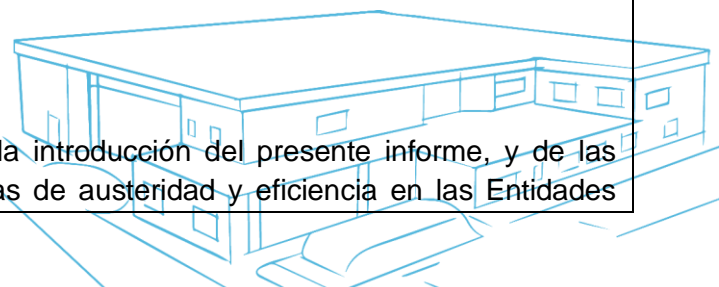 la introducción del presente informe, y de las
as de austeridad y eficiencia en las Entidades